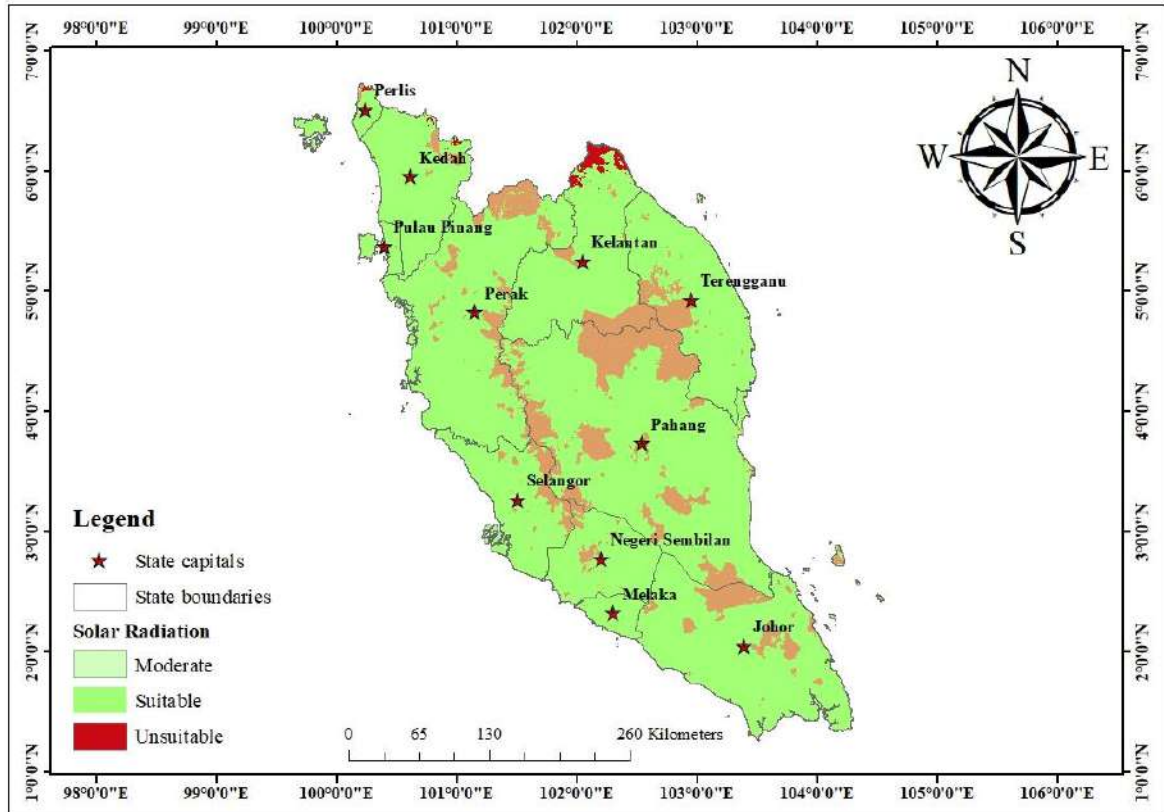 98°0'0"E 99°0'0"E 100°0'0"E 101°0'0"E 102°0'0"E 103°0'0"E 104°0'0"E 105°0'0"E 106°0'0"E
7°0'0"N 7°0'0"N
N
Perlis
W E
6°0'0"N Kedah 6°0'0"N
S
Pulau Pinang
Kelantan
5°0'0"N Perak Terengganu 5°0'0"N
4°0'0"N 4°0'0"N
Pahang
Selangor
Legend
3°0'0"N Negeri Sembilan 3°0'0"N
State capitals
State boundaries
Melaka
Solar Radiation
Johor
2°0'0"N Moderate 2°0'0"N
Suitable
Unsuitable
0 65 130 260 Kilometers
1°0'0"N 1°0'0"N
98°0'0"E 99°0'0"E 100°0'0"E 101°0'0"E 102°0'0"E 103°0'0"E 104°0'0"E 105°0'0"E 106°0'0"E